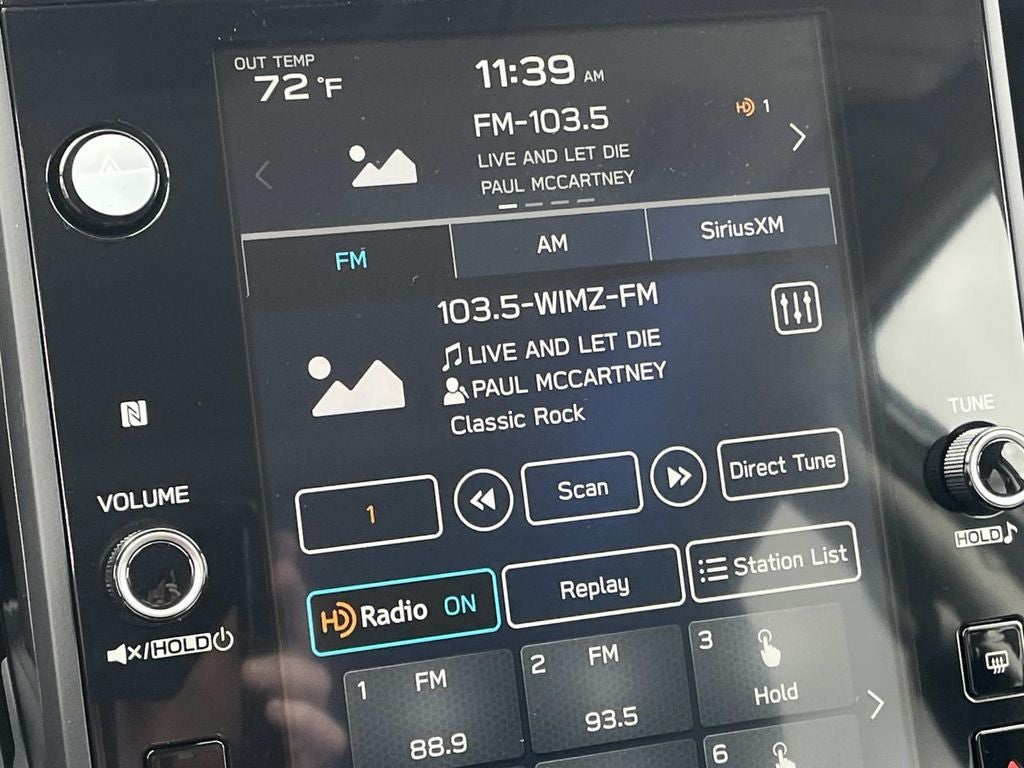 OUT TEMP
72 °F
11:39 AM
FM-103.5
HD 1
LIVE AND LET DIE
PAUL MCCARTNEY
FM
AM
SiriusXM
103.5-WIMZ-FM
LIVE AND LET DIE
PAUL MCCARTNEY
Classic Rock
1
Scan
Direct Tune
HD Radio ON
Replay
Station List
1 FM
88.9
2 FM
93.5
3
Hold
6
N
VOLUME
/HOLD
TUNE
HOLD